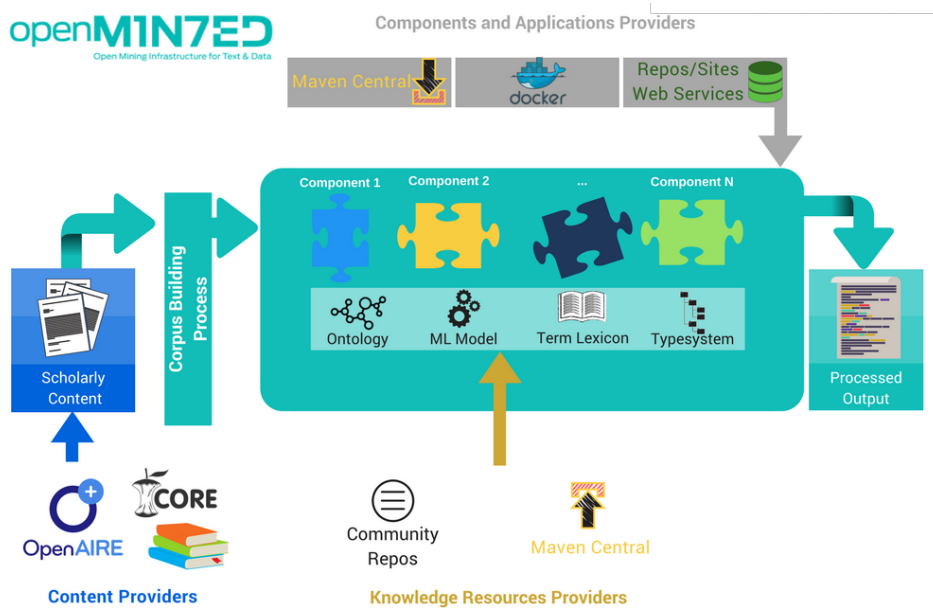 openM1N7ED
Open Mining Infrastructure for Text & Data
Components and Applications Providers
Maven Central
docker
Repos/Sites
Web Services
Component 1
Component 2
...
Component N
Corpus Building
Process
Ontology
ML Model
Term Lexicon
Typesystem
Scholarly
Content
Processed
Output
OpenAIRE
CORE
Community
Repos
Maven Central
Content Providers
Knowledge Resources Providers